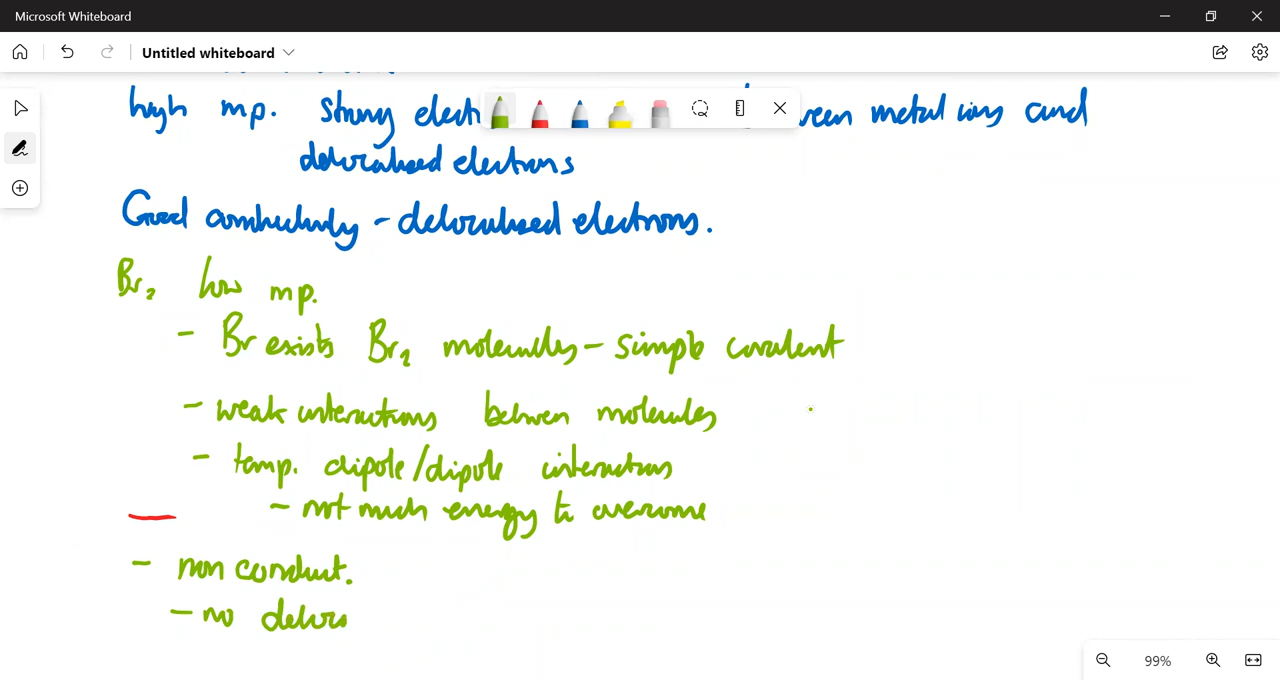 Microsoft Whiteboard
Untitled whiteboard
high mp. strong elect een metal ions and
delocalised electrons
Good conductivity - delocalised electrons.
Br2 low mp.
- Br exists Br2 molecules - simple covalent
- weak interactions between molecules
- temp. dipole/dipole interactions
- not much energy to overcome
- non conduct.
- no deloca
99%